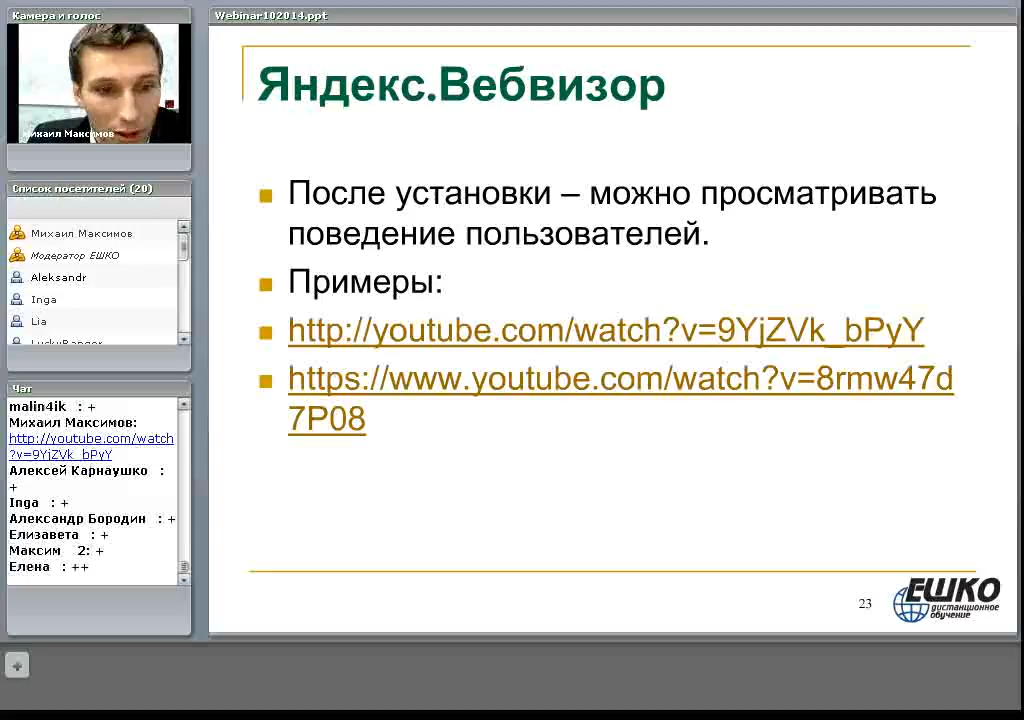 Камера и голос
Михаил Максимов
Список посетителей (20)
Михаил Максимов
Модератор ЕШКО
Aleksandr
Inga
Lia
LuckyRanger
Чат
malin4ik : +
Михаил Максимов:
http://youtube.com/watch
?v=9YjZVk_bPyY
Алексей Карнаушко :
+
Inga : +
Александр Бородин : +
Елизавета : +
Максим 2: +
Елена : ++
Webinar102014.ppt
Яндекс.Вебвизор
После установки – можно просматривать
поведение пользователей.
Примеры:
http://youtube.com/watch?v=9YjZVk_bPyY
https://www.youtube.com/watch?v=8rmw47d
7P08
23
ЕШКО
дистанционное
обучение